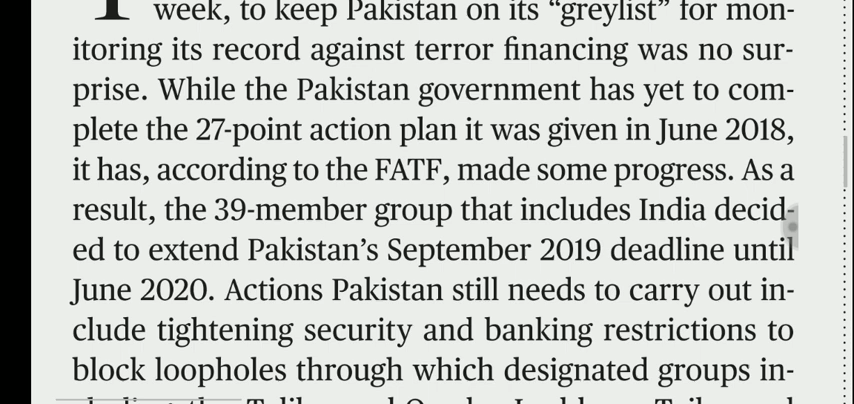 week, to keep Pakistan on its “greylist” for mon-
itoring its record against terror financing was no sur-
prise. While the Pakistan government has yet to com-
plete the 27-point action plan it was given in June 2018,
it has, according to the FATF, made some progress. As a
result, the 39-member group that includes India decid-
ed to extend Pakistan’s September 2019 deadline until
June 2020. Actions Pakistan still needs to carry out in-
clude tightening security and banking restrictions to
block loopholes through which designated groups in-